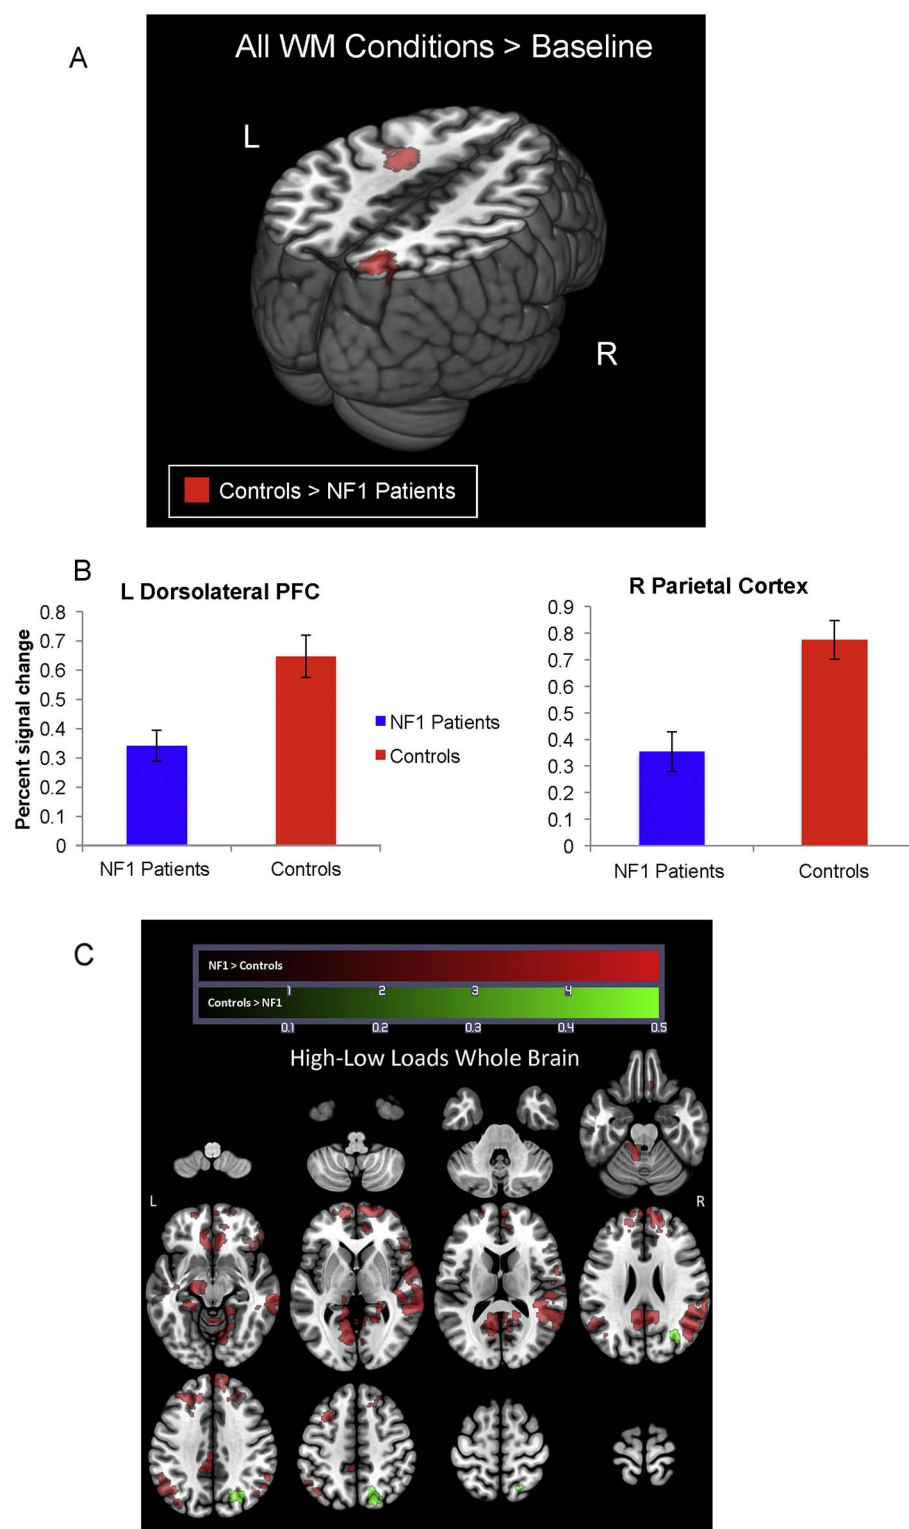 A
All WM Conditions > Baseline
L
R
Controls > NF1 Patients
B
L Dorsolateral PFC
Percent signal change
0.8
0.7
0.6
0.5
0.4
0.3
0.2
0.1
0
NF1 Patients
Controls
NF1 Patients
Controls
R Parietal Cortex
0.9
0.8
0.7
0.6
0.5
0.4
0.3
0.2
0.1
0
NF1 Patients
Controls
C
NF1 > Controls
1 2 3 4
Controls > NF1
0.1 0.2 0.3 0.4 0.5
High-Low Loads Whole Brain
L
R